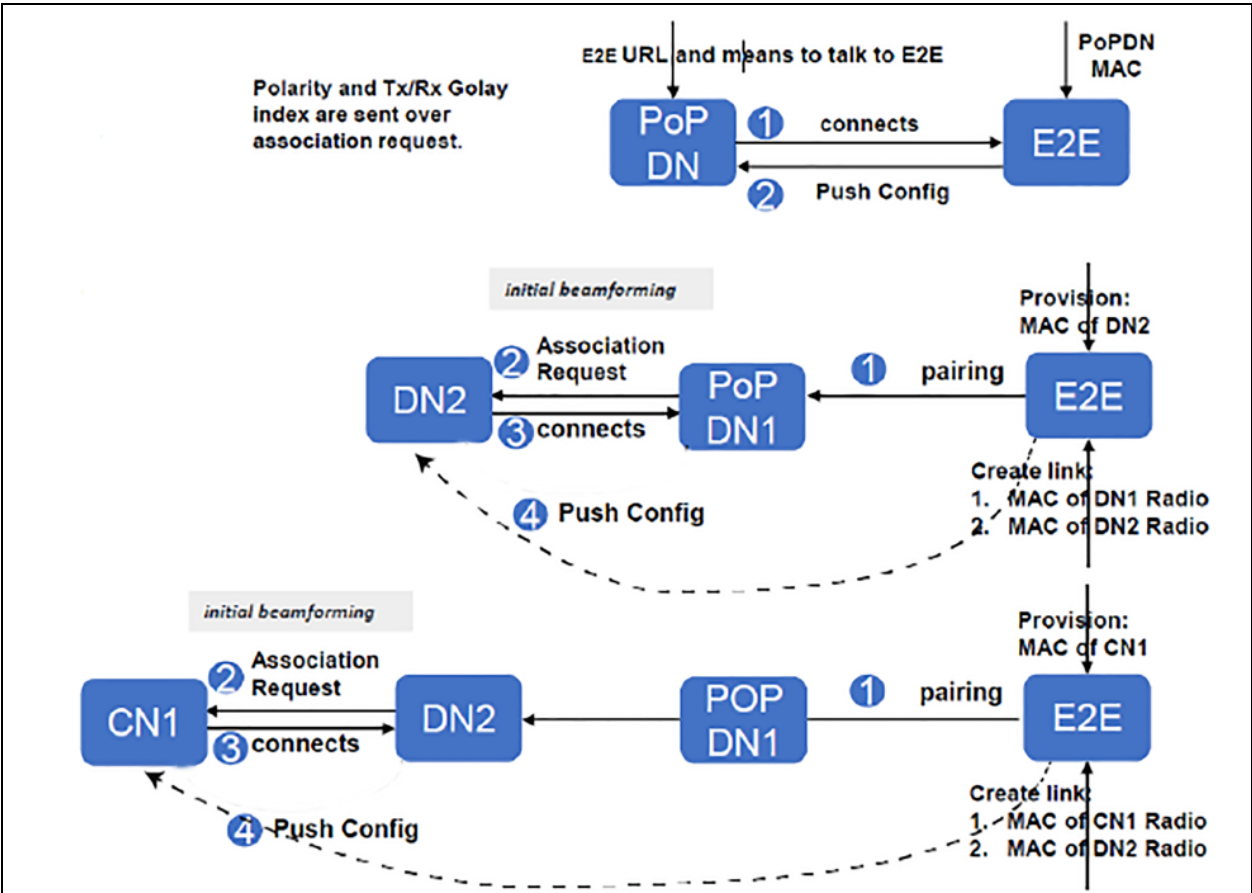 E2E URL and means to talk to E2E
PoPDN
MAC
Polarity and Tx/Rx Golay
index are sent over
association request.
PoP
DN
1 connects
2 Push Config
E2E
initial beamforming
Provision:
MAC of DN2
2 Association
Request
3 connects
DN2
PoP
DN1
1 pairing
E2E
Create link:
1. MAC of DN1 Radio
2. MAC of DN2 Radio
4 Push Config
initial beamforming
Provision:
MAC of CN1
2 Association
Request
3 connects
CN1
DN2
POP
DN1
1 pairing
E2E
Create link:
1. MAC of CN1 Radio
2. MAC of DN2 Radio
4 Push Config